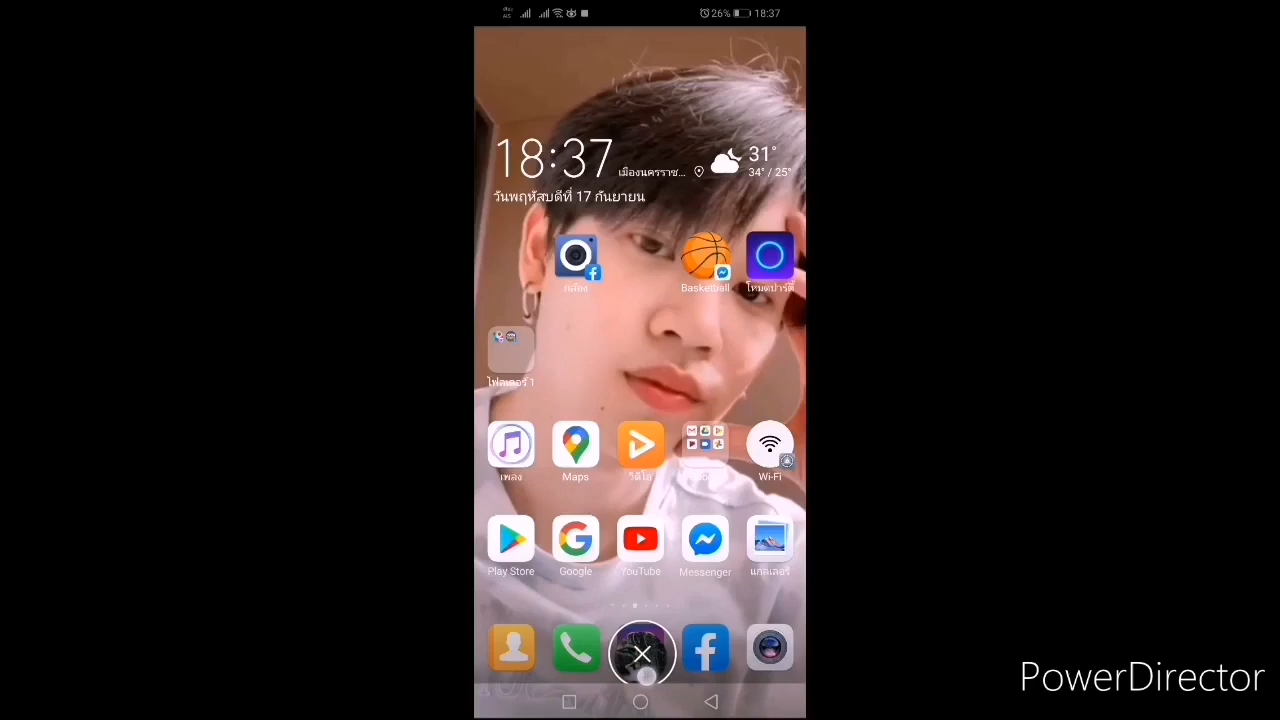 dtac
AIS
26% 18:37
18:37
เมืองนครราช...
31°
34° / 25°
วันพฤหัสบดีที่ 17 กันยายน
กล้อง
Basketball
โหมดปาร์ตี้
โฟลเดอร์ 1
เพลง
Maps
วิดีโอ
Wi-Fi
Play Store
Google
YouTube
Messenger
แกลเลอรี่
PowerDirector